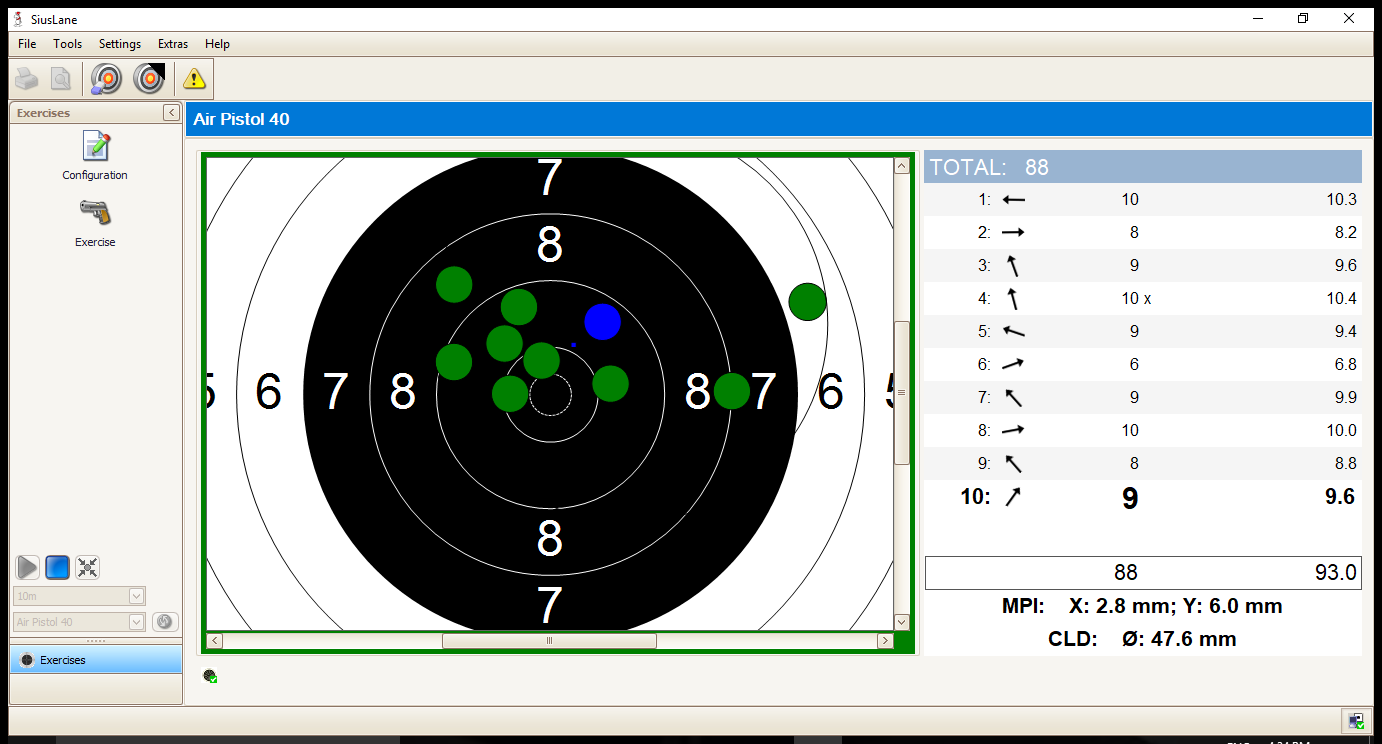 SiusLane
File Tools Settings Extras Help
Exercises
Configuration
Exercise
10m
Air Pistol 40
Exercises
Air Pistol 40
7
8
6 7 8 8 7 6
8
7
TOTAL: 88
1: 10 10.3
2: 8 8.2
3: 9 9.6
4: 10 x 10.4
5: 9 9.4
6: 6 6.8
7: 9 9.9
8: 10 10.0
9: 8 8.8
10: 9 9.6
88 93.0
MPI: X: 2.8 mm; Y: 6.0 mm
CLD: Ø: 47.6 mm